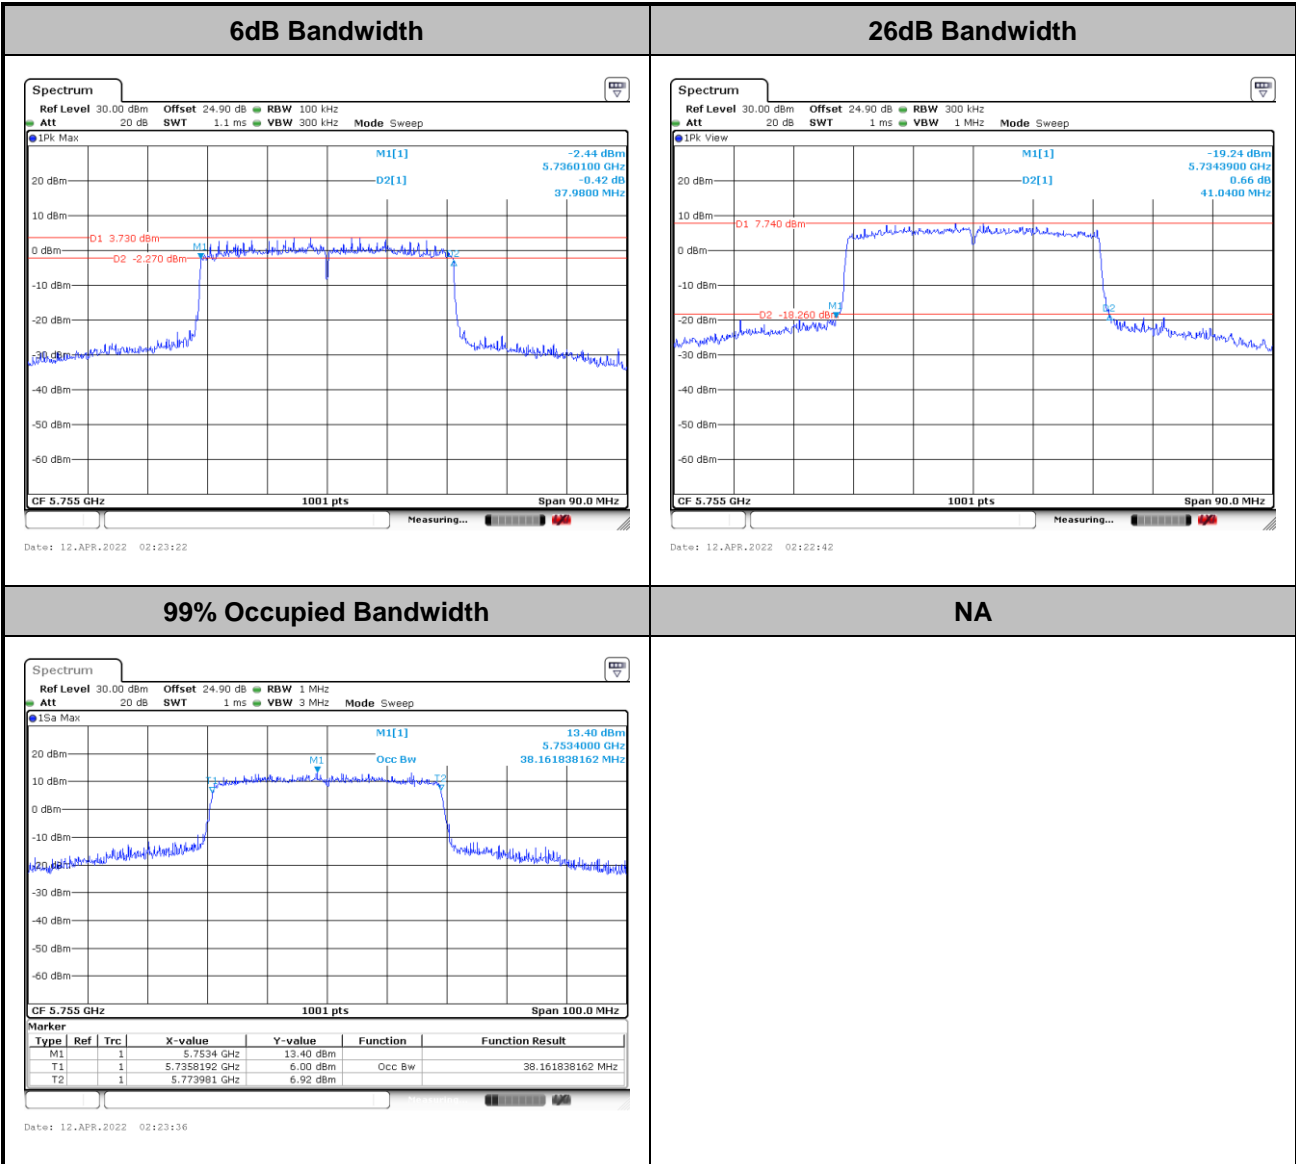 6dB Bandwidth
26dB Bandwidth
Spectrum
Ref Level 30.00 dBm Offset 24.90 dB RBW 100 kHz
Att 20 dB SWT 1.1 ms VBW 300 kHz Mode Sweep
1Pk Max
M1[1] -2.44 dBm
5.7360100 GHz
D2[1] -0.42 dB
37.9800 MHz
20 dBm
10 dBm
D1 3.730 dBm
M1
0 dBm
D2
D2 -2.270 dBm
-10 dBm
-20 dBm
-30 dBm
-40 dBm
-50 dBm
-60 dBm
CF 5.755 GHz 1001 pts Span 90.0 MHz
Measuring...
Date: 12.APR.2022 02:23:22
Spectrum
Ref Level 30.00 dBm Offset 24.90 dB RBW 300 kHz
Att 20 dB SWT 1 ms VBW 1 MHz Mode Sweep
1Pk View
M1[1] -19.24 dBm
5.7343900 GHz
D2[1] 0.66 dB
41.0400 MHz
20 dBm
10 dBm
D1 7.740 dBm
0 dBm
-10 dBm
M1
D2
D2 -18.260 dBm
-20 dBm
-30 dBm
-40 dBm
-50 dBm
-60 dBm
CF 5.755 GHz 1001 pts Span 90.0 MHz
Measuring...
Date: 12.APR.2022 02:22:42
99% Occupied Bandwidth
NA
Spectrum
Ref Level 30.00 dBm Offset 24.90 dB RBW 1 MHz
Att 20 dB SWT 1 ms VBW 3 MHz Mode Sweep
1Sa Max
M1[1] 13.40 dBm
5.7534000 GHz
Occ Bw 38.161838162 MHz
20 dBm
M1
T1
T2
10 dBm
0 dBm
-10 dBm
-20 dBm
-30 dBm
-40 dBm
-50 dBm
-60 dBm
CF 5.755 GHz 1001 pts Span 100.0 MHz
Marker
Type Ref Trc X-value Y-value Function Function Result
M1 1 5.7534 GHz 13.40 dBm
T1 1 5.7358192 GHz 6.00 dBm Occ Bw 38.161838162 MHz
T2 1 5.773981 GHz 6.92 dBm
Measuring...
Date: 12.APR.2022 02:23:36